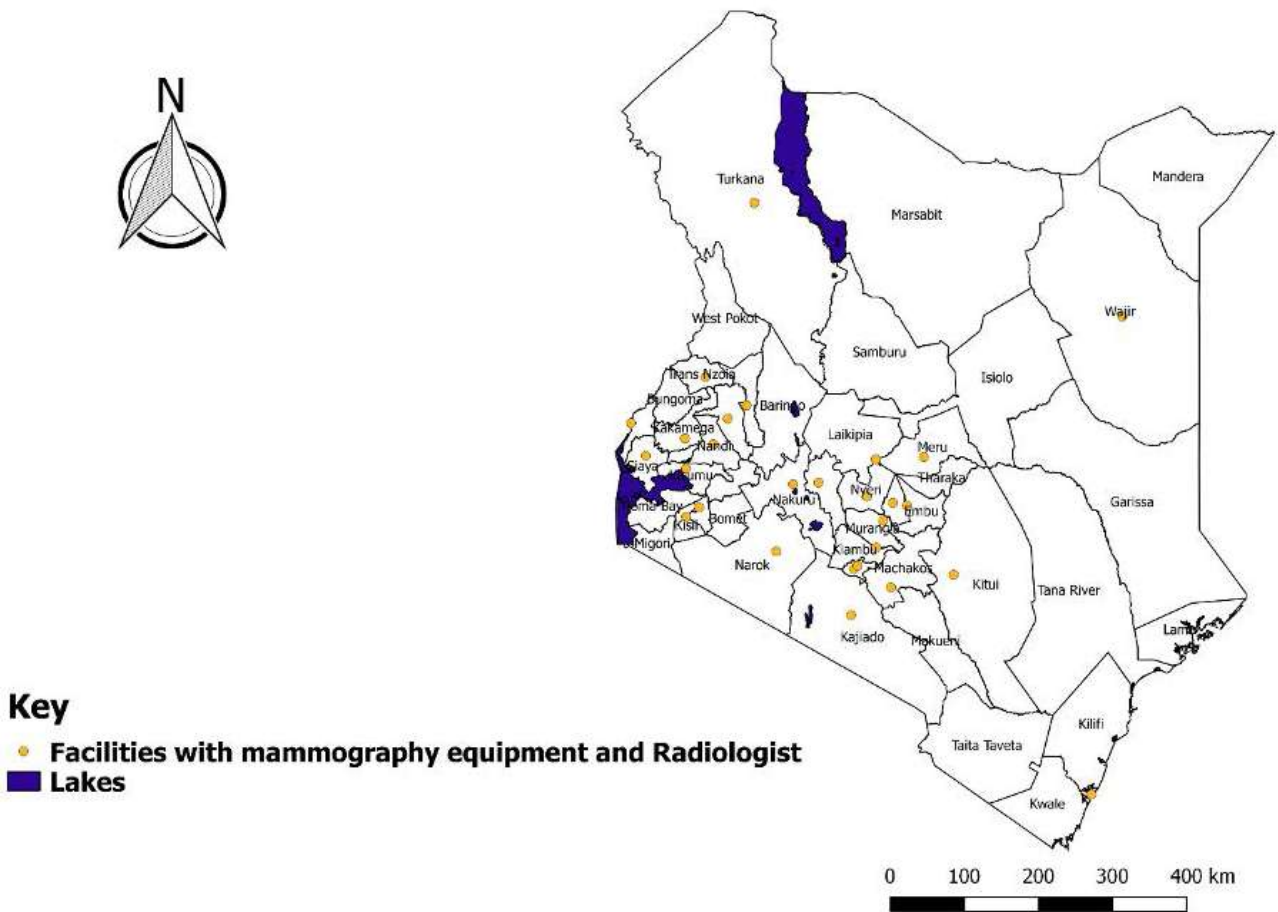 N
Turkana
Marsabit
Mandera
Wajir
West Pokot
Samburu
Isiolo
Trans Nzoia
Bungoma
Baringo
Kakamega
Laikipia
Nandi
Meru
Siaya
Kisumu
Tharaka
Nakuru
Nyeri
Embu
Garissa
Homa Bay
Kisii
Bomet
Murang'a
Migori
Kiambu
Narok
Machakos
Kitui
Tana River
Kajiado
Makueni
Lamu
Key
Facilities with mammography equipment and Radiologist
Lakes
Kilifi
Taita Taveta
Kwale
0 100 200 300 400 km